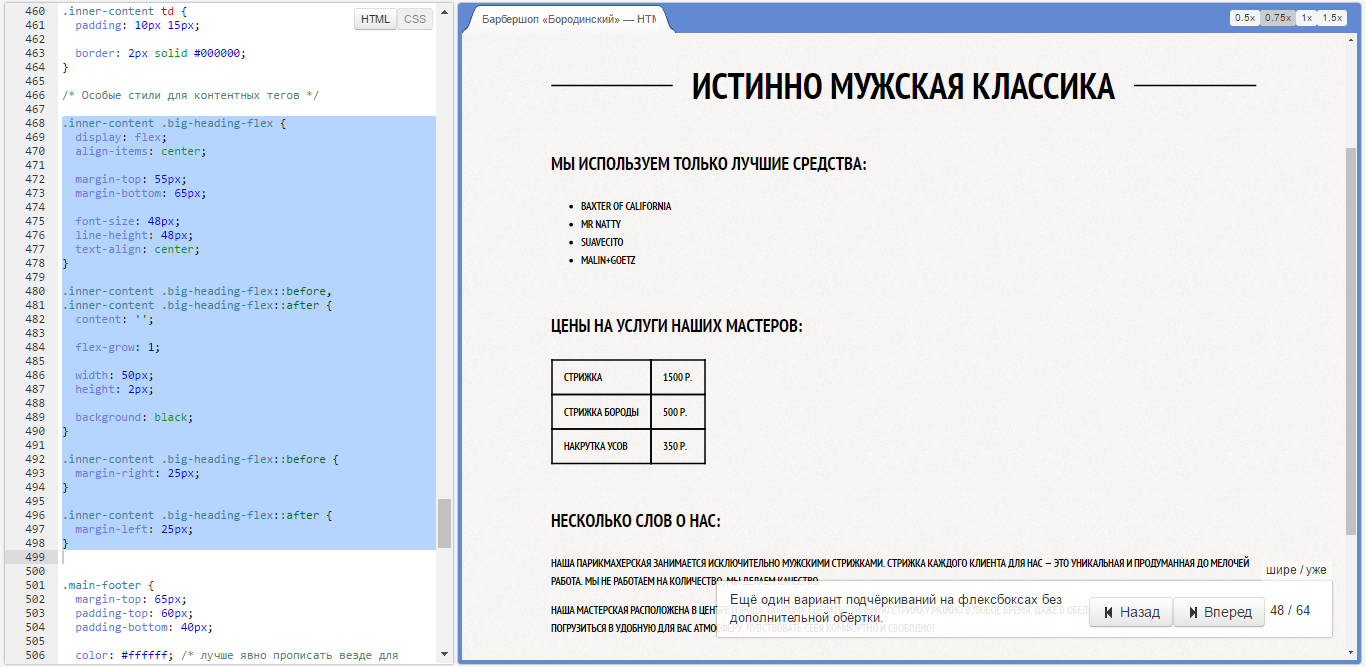 460 .inner-content td {
461 padding: 10px 15px;
462
463 border: 2px solid #000000;
464 }
465
466 /* Особые стили для контентных тегов */
467
468 .inner-content .big-heading-flex {
469 display: flex;
470 align-items: center;
471
472 margin-top: 55px;
473 margin-bottom: 65px;
474
475 font-size: 48px;
476 line-height: 48px;
477 text-align: center;
478 }
479
480 .inner-content .big-heading-flex::before,
481 .inner-content .big-heading-flex::after {
482 content: '';
483
484 flex-grow: 1;
485
486 width: 50px;
487 height: 2px;
488
489 background: black;
490 }
491
492 .inner-content .big-heading-flex::before {
493 margin-right: 25px;
494 }
495
496 .inner-content .big-heading-flex::after {
497 margin-left: 25px;
498 }
499
500
501 .main-footer {
502 margin-top: 65px;
503 padding-top: 60px;
504 padding-bottom: 40px;
505
506 color: #ffffff; /* лучше явно прописать везде для
HTML CSS
Барбершоп «Бородинский» — HTM
0.5x 0.75x 1x 1.5x
ИСТИННО МУЖСКАЯ КЛАССИКА
МЫ ИСПОЛЬЗУЕМ ТОЛЬКО ЛУЧШИЕ СРЕДСТВА:
• BAXTER OF CALIFORNIA
• MR NATTY
• SUAVECITO
• MALIN+GOETZ
ЦЕНЫ НА УСЛУГИ НАШИХ МАСТЕРОВ:
СТРИЖКА 1500 Р.
СТРИЖКА БОРОДЫ 500 Р.
НАКРУТКА УСОВ 350 Р.
НЕСКОЛЬКО СЛОВ О НАС:
НАША ПАРИКМАХЕРСКАЯ ЗАНИМАЕТСЯ ИСКЛЮЧИТЕЛЬНО МУЖСКИМИ СТРИЖКАМИ. СТРИЖКА КАЖДОГО КЛИЕНТА ДЛЯ НАС — ЭТО УНИКАЛЬНАЯ И ПРОДУМАННАЯ ДО МЕЛОЧЕЙ
РАБОТА. МЫ НЕ РАБОТАЕМ НА КОЛИЧЕСТВО, МЫ ДЕЛАЕМ КАЧЕСТВО.
НАША МАСТЕРСКАЯ РАСПОЛОЖЕНА В ЦЕНТРЕ ГОРОДА.
ПОГРУЗИТЬСЯ В УДОБНУЮ ДЛЯ ВАС АТМОСФЕРУ, ЧУВСТВОВАТЬ СЕБЯ КОМФОРТНО И СВОБОДНО!
шире / уже
Ещё один вариант подчёркиваний на флексбоксах без
дополнительной обёртки.
Назад Вперед 48 / 64